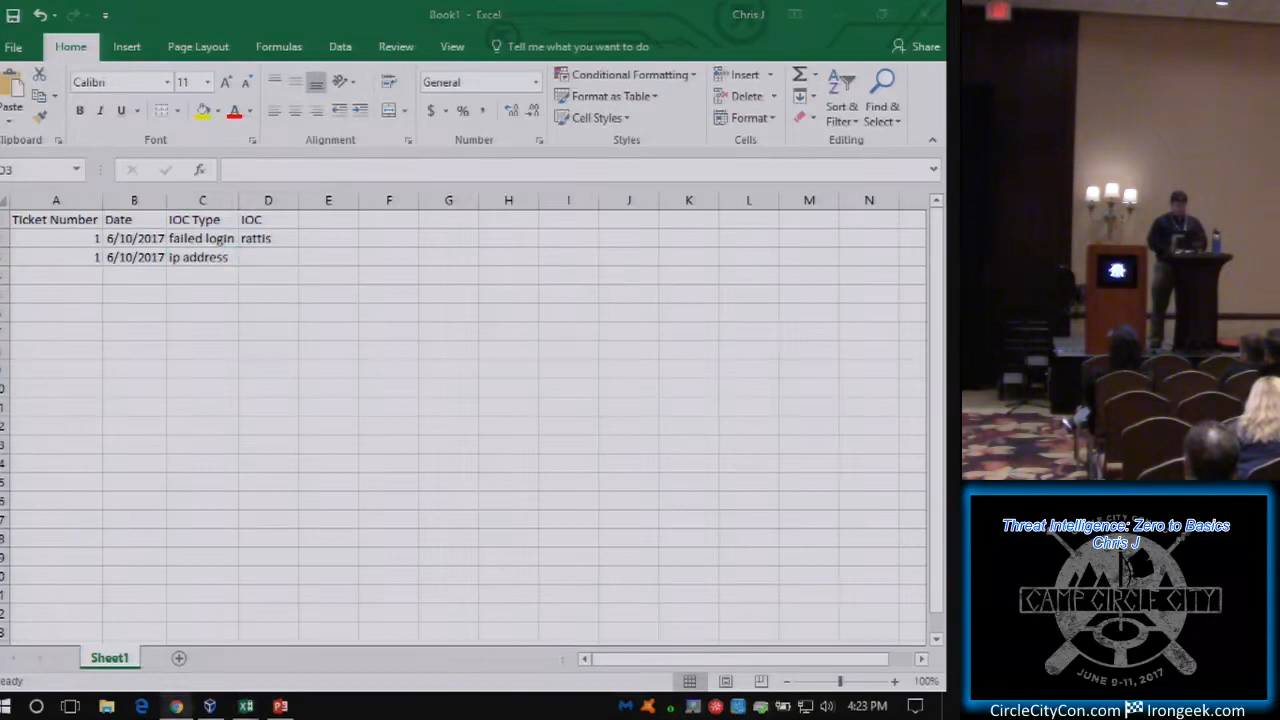 Book1 - Excel
Chris J
File
Home
Insert
Page Layout
Formulas
Data
Review
View
Tell me what you want to do
Share
Paste
Calibri
11
General
Conditional Formatting
Format as Table
Cell Styles
Insert
Delete
Format
Sort &
Filter
Find &
Select
Clipboard
Font
Alignment
Number
Styles
Cells
Editing
D3
A B C D E F G H I J K L M N
Ticket Number Date IOC Type IOC
1 6/10/2017 failed login rattis
1 6/10/2017 ip address
Sheet1
Ready
100%
4:23 PM
Threat Intelligence: Zero to Basics
Chris J
CAMP CIRCLE CITY
JUNE 9-11, 2017
CircleCityCon.com Irongeek.com